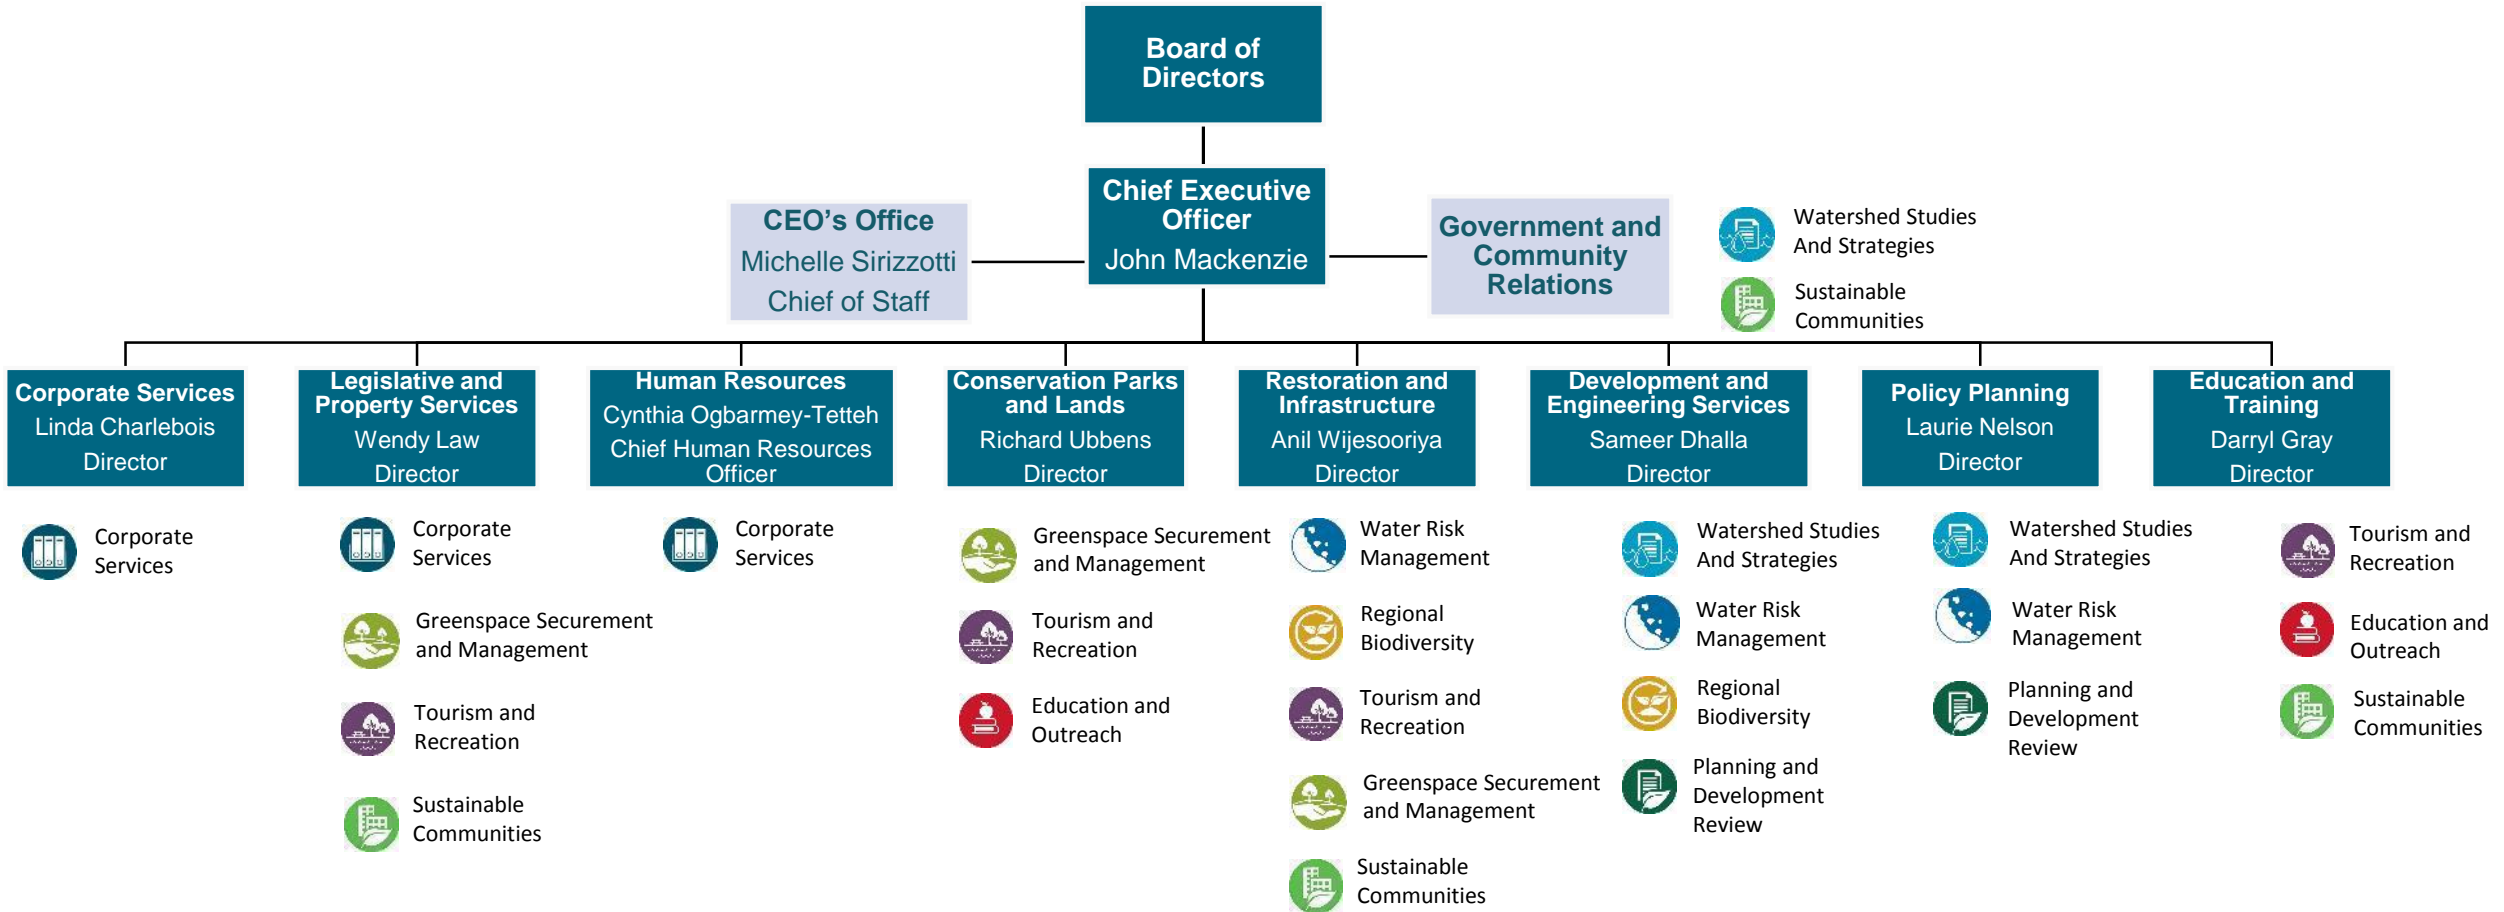 Board of
Directors
Chief Executive
Officer
John Mackenzie
CEO’s Office
Michelle Sirizzotti
Chief of Staff
Government and
Community
Relations
Watershed Studies
And Strategies
Sustainable
Communities
Corporate Services
Linda Charlebois
Director
Corporate
Services
Legislative and
Property Services
Wendy Law
Director
Corporate
Services
Greenspace Securement
and Management
Tourism and
Recreation
Sustainable
Communities
Human Resources
Cynthia Ogbarmey-Tetteh
Chief Human Resources
Officer
Corporate
Services
Conservation Parks
and Lands
Richard Ubbens
Director
Greenspace Securement
and Management
Tourism and
Recreation
Education and
Outreach
Restoration and
Infrastructure
Anil Wijesooriya
Director
Water Risk
Management
Regional
Biodiversity
Tourism and
Recreation
Greenspace Securement
and Management
Sustainable
Communities
Development and
Engineering Services
Sameer Dhalla
Director
Watershed Studies
And Strategies
Water Risk
Management
Regional
Biodiversity
Planning and
Development
Review
Policy Planning
Laurie Nelson
Director
Watershed Studies
And Strategies
Water Risk
Management
Planning and
Development
Review
Education and
Training
Darryl Gray
Director
Tourism and
Recreation
Education and
Outreach
Sustainable
Communities